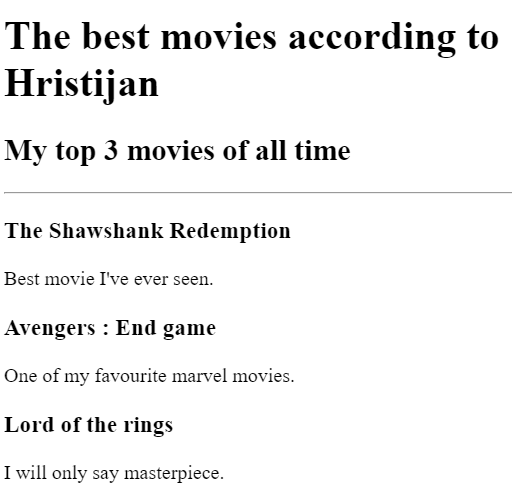 The best movies according to
Hristijan
My top 3 movies of all time
The Shawshank Redemption
Best movie I've ever seen.
Avengers : End game
One of my favourite marvel movies.
Lord of the rings
I will only say masterpiece.